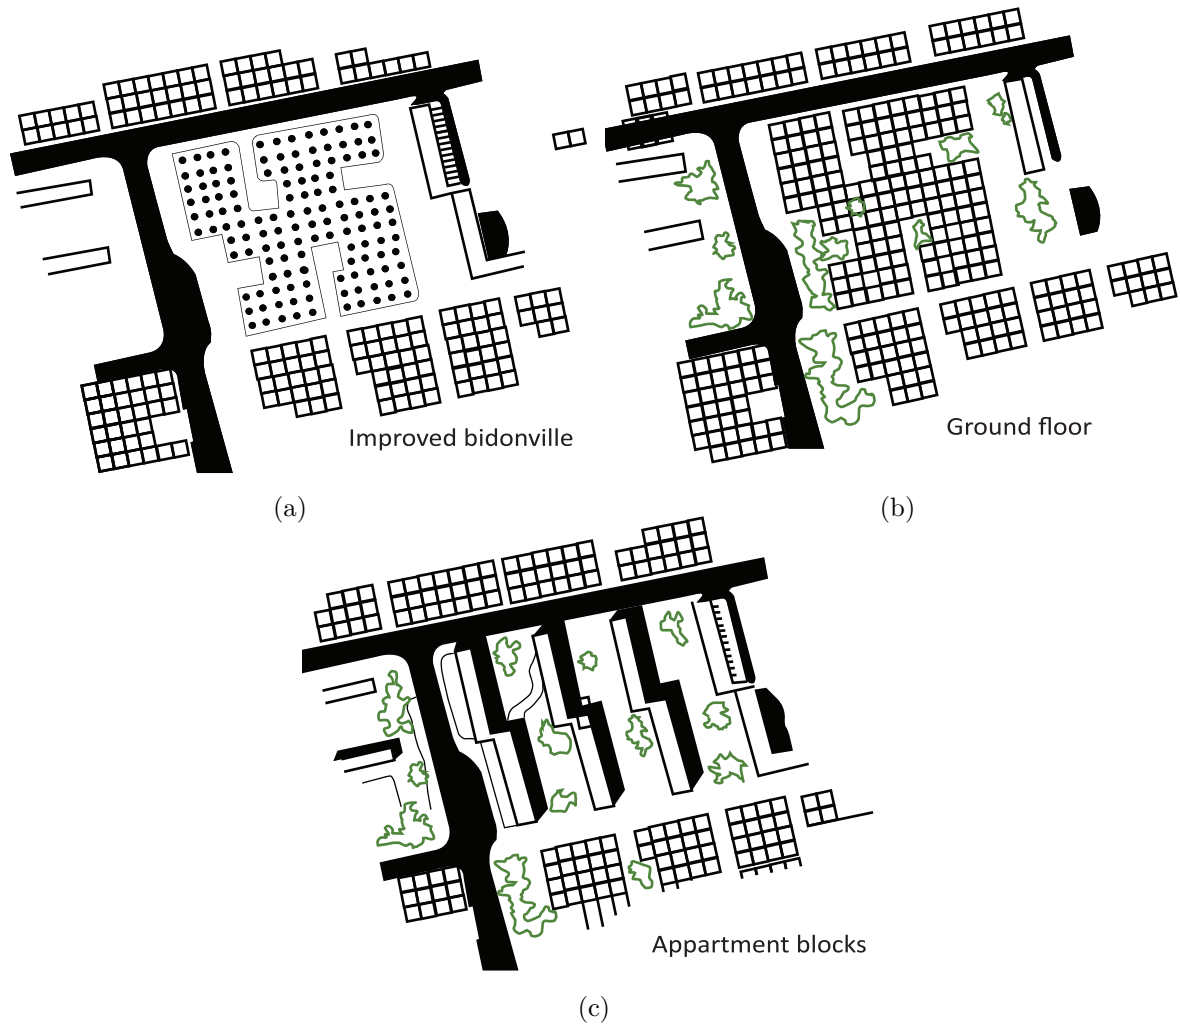 Improved bidonville
Ground floor
(a)
(b)
Appartment blocks
(c)